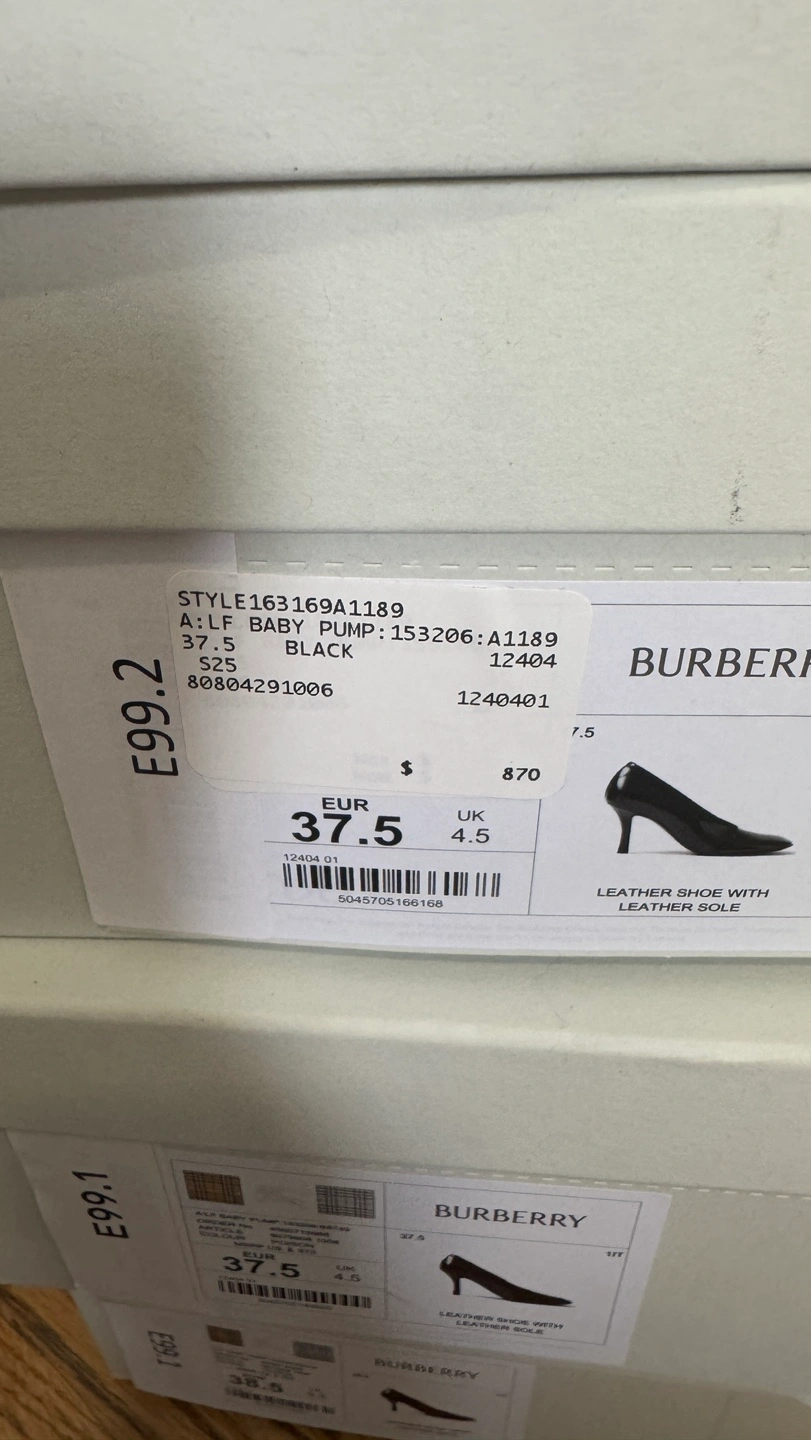 STYLE163169A1189
A:LF BABY PUMP:153206:A1189
37.5 BLACK 12404
S25
80804291006 1240401
$ 870
E99.2
EUR UK
37.5 4.5
12404 01
5045705166168
BURBERR
7.5
LEATHER SHOE WITH
LEATHER SOLE
E99.1
EUR UK
37.5 4.5
BURBERRY
37.5
LEATHER SHOE WITH
LEATHER SOLE
38.5
BURBERRY